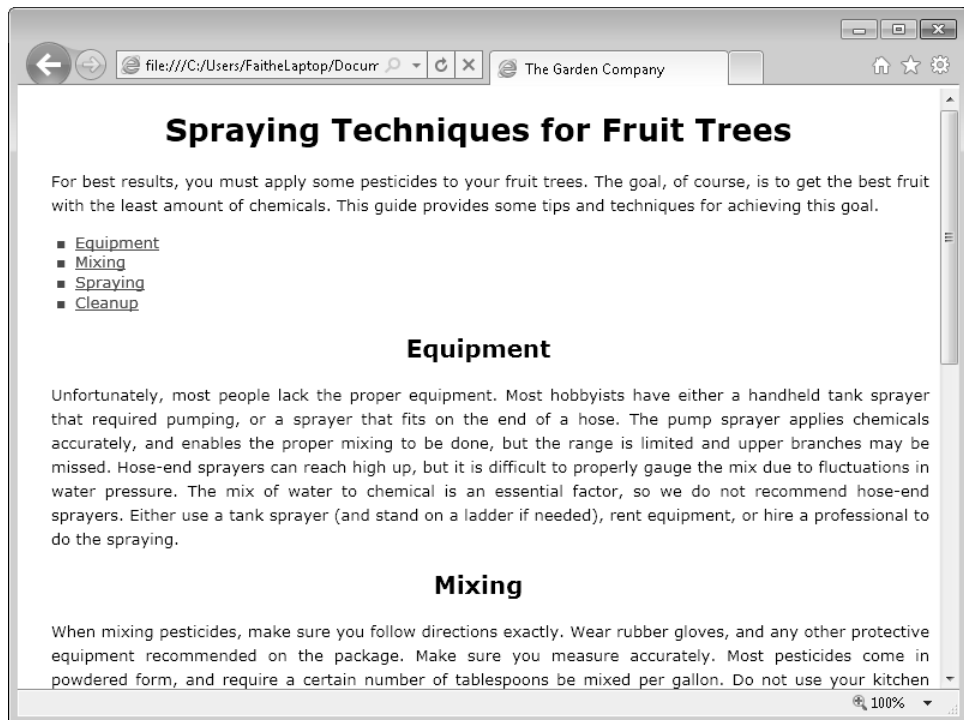 file:///C:/Users/FaitheLaptop/Docum
The Garden Company
Spraying Techniques for Fruit Trees
For best results, you must apply some pesticides to your fruit trees. The goal, of course, is to get the best fruit
with the least amount of chemicals. This guide provides some tips and techniques for achieving this goal.
Equipment
Mixing
Spraying
Cleanup
Equipment
Unfortunately, most people lack the proper equipment. Most hobbyists have either a handheld tank sprayer
that required pumping, or a sprayer that fits on the end of a hose. The pump sprayer applies chemicals
accurately, and enables the proper mixing to be done, but the range is limited and upper branches may be
missed. Hose-end sprayers can reach high up, but it is difficult to properly gauge the mix due to fluctuations in
water pressure. The mix of water to chemical is an essential factor, so we do not recommend hose-end
sprayers. Either use a tank sprayer (and stand on a ladder if needed), rent equipment, or hire a professional to
do the spraying.
Mixing
When mixing pesticides, make sure you follow directions exactly. Wear rubber gloves, and any other protective
equipment recommended on the package. Make sure you measure accurately. Most pesticides come in
powdered form, and require a certain number of tablespoons be mixed per gallon. Do not use your kitchen
100%